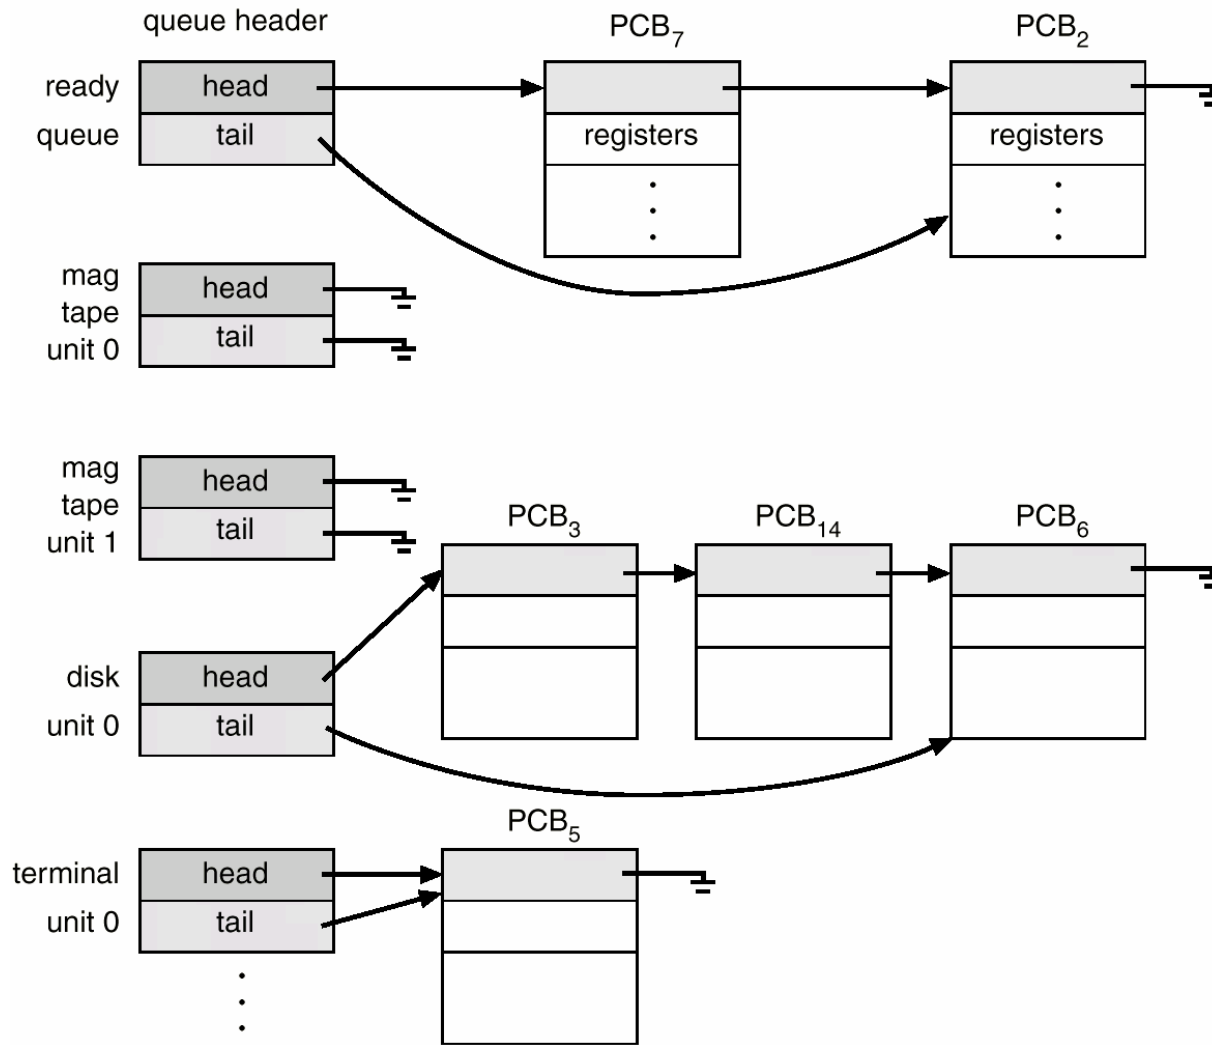 queue header
PCB7
PCB2
ready
queue
head
tail
registers
registers
mag
tape
unit 0
head
tail
mag
tape
unit 1
head
tail
PCB3
PCB14
PCB6
disk
unit 0
head
tail
PCB5
terminal
unit 0
head
tail